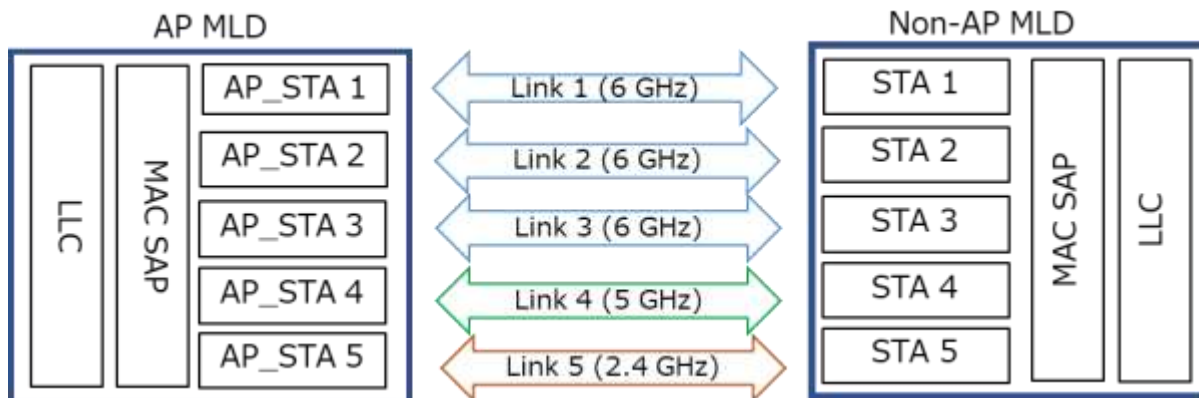 AP MLD
Non-AP MLD
LLC
MAC SAP
AP_STA 1
AP_STA 2
AP_STA 3
AP_STA 4
AP_STA 5
Link 1 (6 GHz)
Link 2 (6 GHz)
Link 3 (6 GHz)
Link 4 (5 GHz)
Link 5 (2.4 GHz)
STA 1
STA 2
STA 3
STA 4
STA 5
MAC SAP
LLC